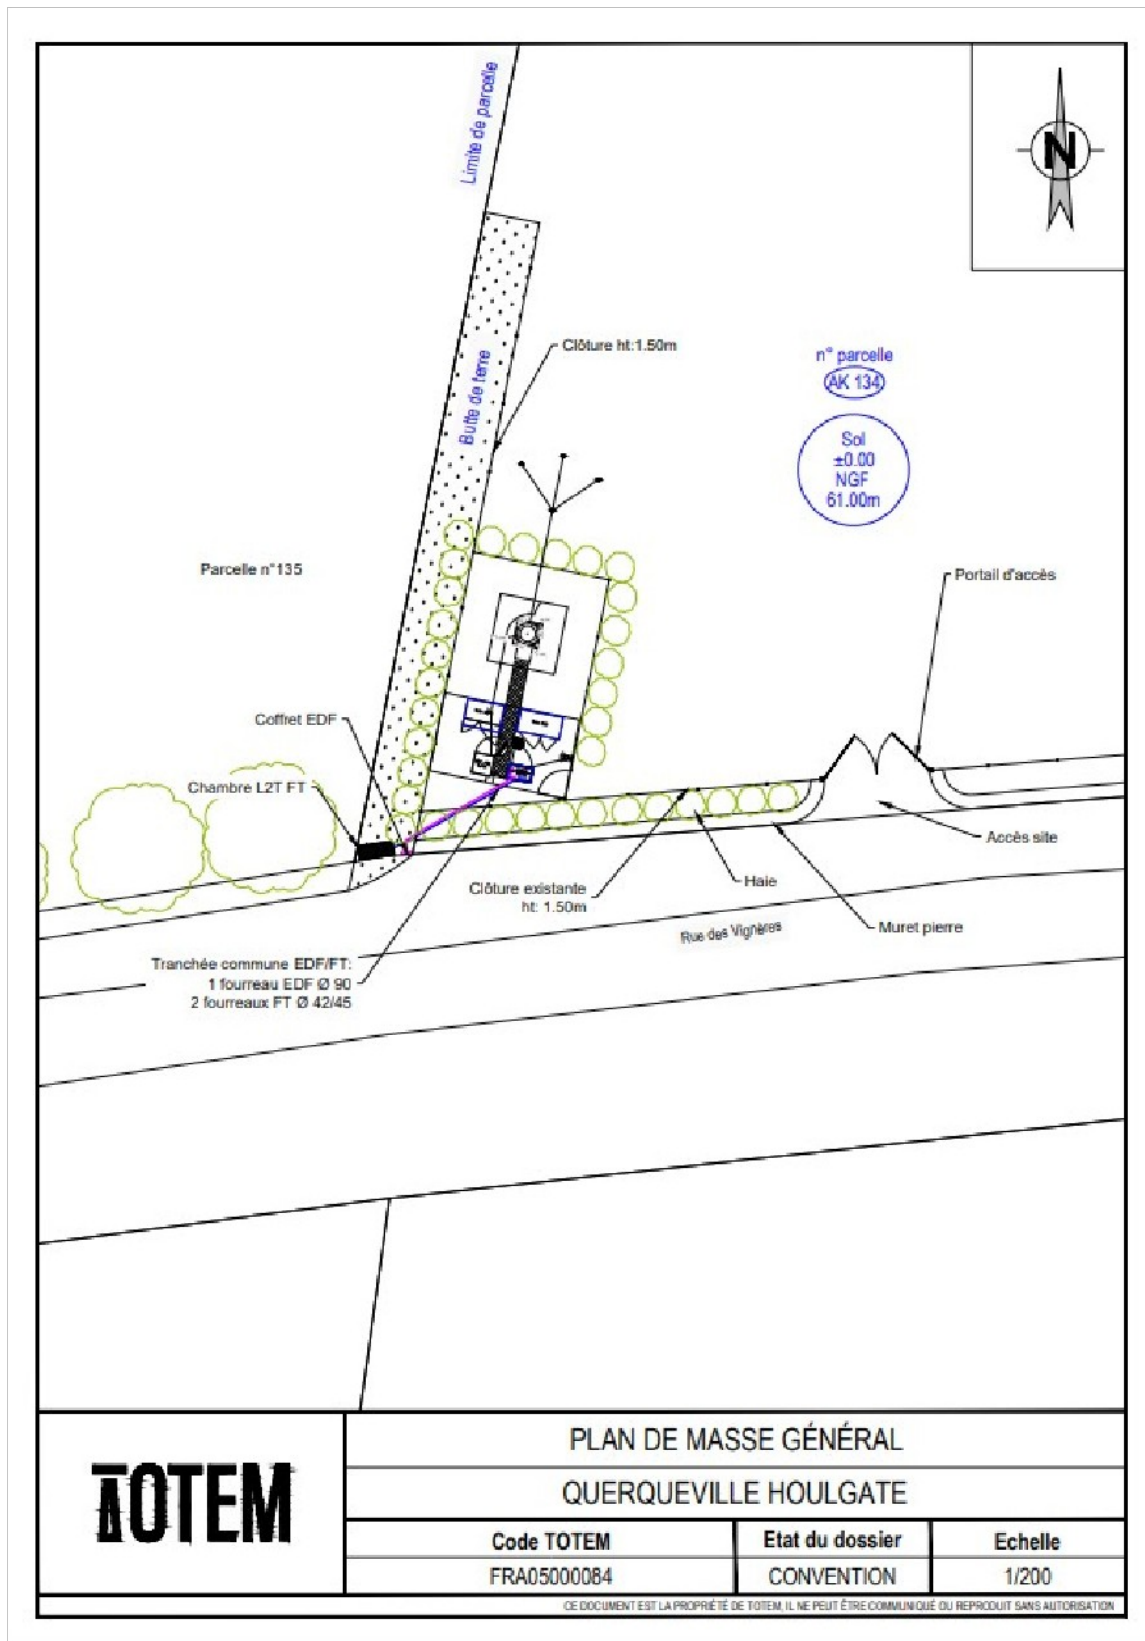 Limite de parcelle
N
Clôture ht:1.50m
n° parcelle
AK 134
Butte de terre
Sol
±0.00
NGF
61.00m
Parcelle n°135
Portail d'accès
Coffret EDF
Chambre L2T FT
Accès site
Clôture existante
ht: 1.50m
Haie
Muret pierre
Rue des Vignères
Tranchée commune EDF/FT:
1 fourreau EDF Ø 90
2 fourreaux FT Ø 42/45
TOTEM
PLAN DE MASSE GÉNÉRAL
QUERQUEVILLE HOULGATE
Code TOTEM
Etat du dossier
Echelle
FRA05000084
CONVENTION
1/200
CE DOCUMENT EST LA PROPRIÉTÉ DE TOTEM, IL NE PEUT ÊTRE COMMUNIQUÉ OU REPRODUIT SANS AUTORISATION